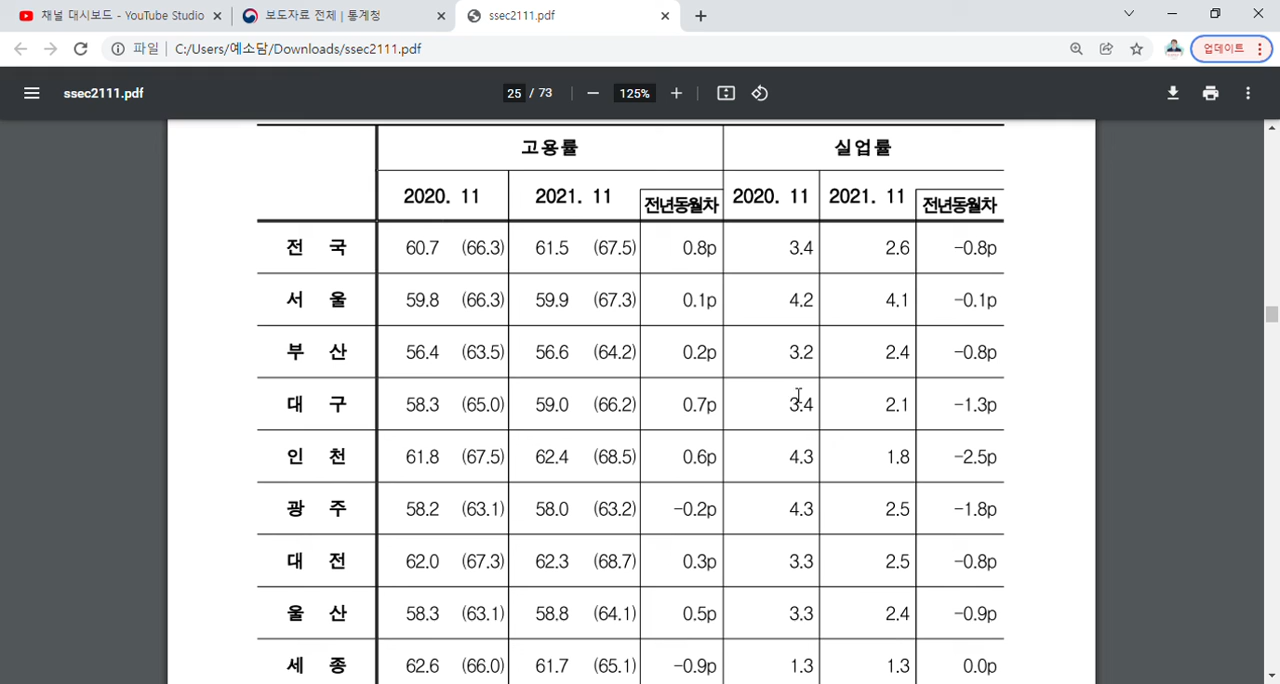 채널 대시보드 - YouTube Studio
보도자료 전체 | 통계청
ssec2111.pdf
파일 C:/Users/예소담/Downloads/ssec2111.pdf
업데이트
ssec2111.pdf 25 / 73 125%
고용률 실업률
2020. 11 2021. 11 전년동월차 2020. 11 2021. 11 전년동월차
전 국 60.7 (66.3) 61.5 (67.5) 0.8p 3.4 2.6 -0.8p
서 울 59.8 (66.3) 59.9 (67.3) 0.1p 4.2 4.1 -0.1p
부 산 56.4 (63.5) 56.6 (64.2) 0.2p 3.2 2.4 -0.8p
대 구 58.3 (65.0) 59.0 (66.2) 0.7p 3.4 2.1 -1.3p
인 천 61.8 (67.5) 62.4 (68.5) 0.6p 4.3 1.8 -2.5p
광 주 58.2 (63.1) 58.0 (63.2) -0.2p 4.3 2.5 -1.8p
대 전 62.0 (67.3) 62.3 (68.7) 0.3p 3.3 2.5 -0.8p
울 산 58.3 (63.1) 58.8 (64.1) 0.5p 3.3 2.4 -0.9p
세 종 62.6 (66.0) 61.7 (65.1) -0.9p 1.3 1.3 0.0p